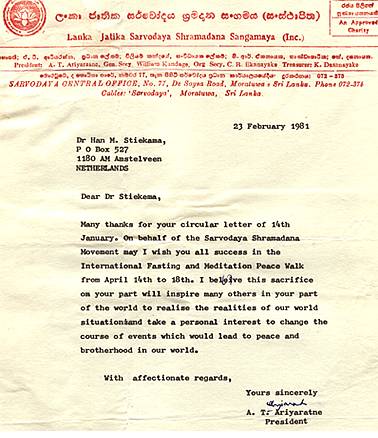 ලංකා ජාතික සර්වෝදය ශ්‍රමදාන සංගමය (සංස්ථාපිත)
An Approved
Charity
Lanka Jatika Sarvodaya Shramadana Sangamaya (Inc.)
President: A. T. Ariyaratne, Gen. Secy. William Kandage, Org Secy. C. R. Ekanayake Treasurer: K. Dassanayake
SARVODAYA CENTRAL OFFICE, No. 77, De Soysa Road, Moratuwa, Sri Lanka. Phone 072-376
Cables: 'Sarvodaya', Moratuwa, Sri Lanka.
23 February 1981
Dr Han M. Stiekama,
P O Box 527
1180 AM Amstelveen
NETHERLANDS
Dear Dr Stiekema,
Many thanks for your circular letter of 14th
January. On behalf of the Sarvodaya Shramadana
Movement may I wish you all success in the
International Fasting and Meditation Peace Walk
from April 14th to 18th. I believe this sacrifice
on your part will inspire many others in your part
of the world to realise the realities of our world
situationand take a personal interest to change the
course of events which would lead to peace and
brotherhood in our world.
With affectionate regards,
Yours sincerely
A. T. Ariyaratne
President